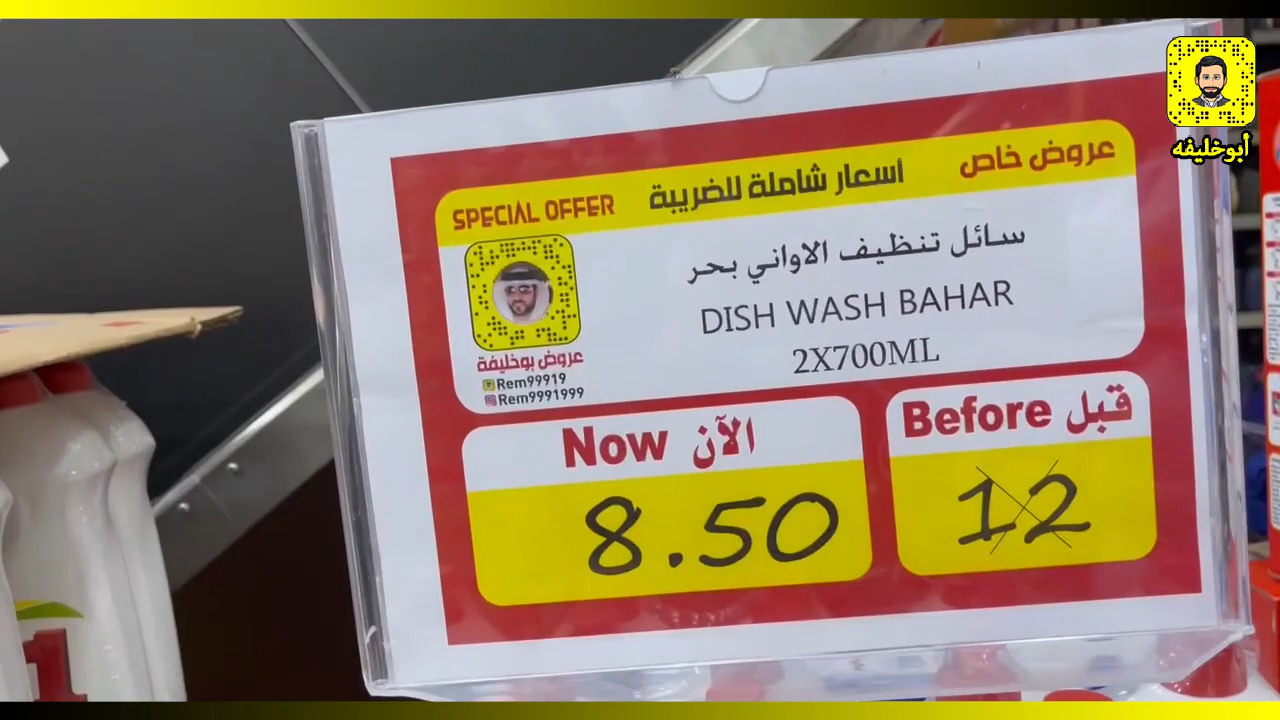 أبوخليفه
عروض خاص
أسعار شاملة للضريبة
SPECIAL OFFER
سائل تنظيف الاواني بحر
DISH WASH BAHAR
2X700ML
عروض بوخليفة
Rem99919
Rem9991999
قبل Before
12
الآن Now
8.50
1